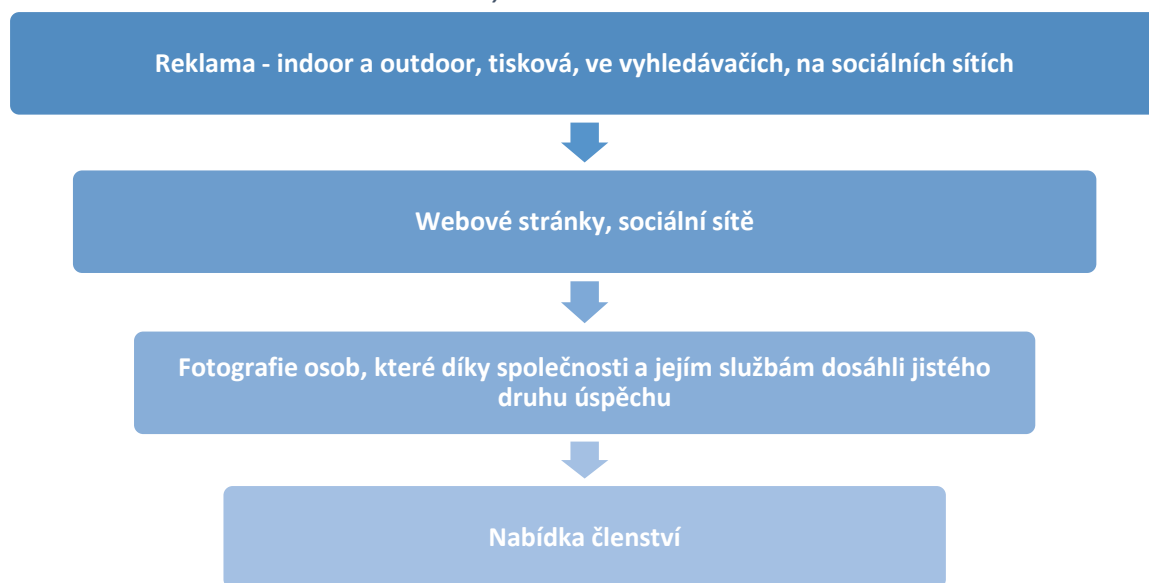 Reklama - indoor a outdoor, tisková, ve vyhledávačích, na sociálních sítích
Webové stránky, sociální sítě
Fotografie osob, které díky společnosti a jejím službám dosáhli jistého
druhu úspěchu
Nabídka členství